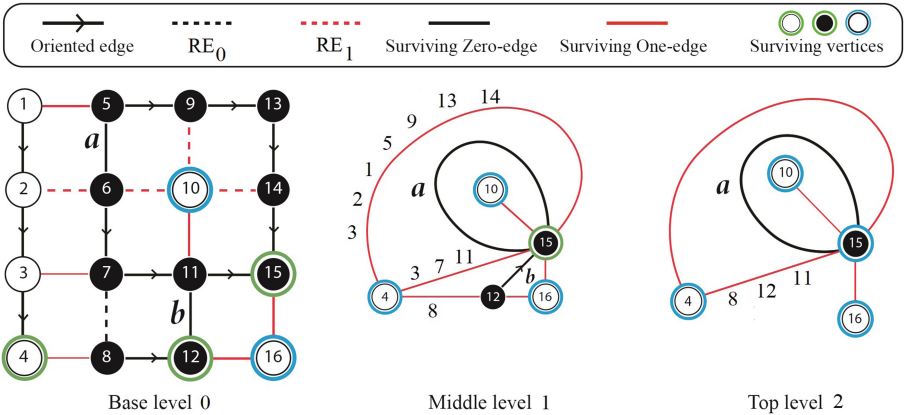 Oriented edge RE0 RE1 Surviving Zero-edge Surviving One-edge Surviving vertices
1 5 9 13
a
2 6 10 14
3 7 11 15
b
4 8 12 16
Base level 0
13 14
9
5
1
2
3
a
10
15
3 7 11
b
4 12 16
8
Middle level 1
a
10
15
11
12
8
4
16
Top level 2